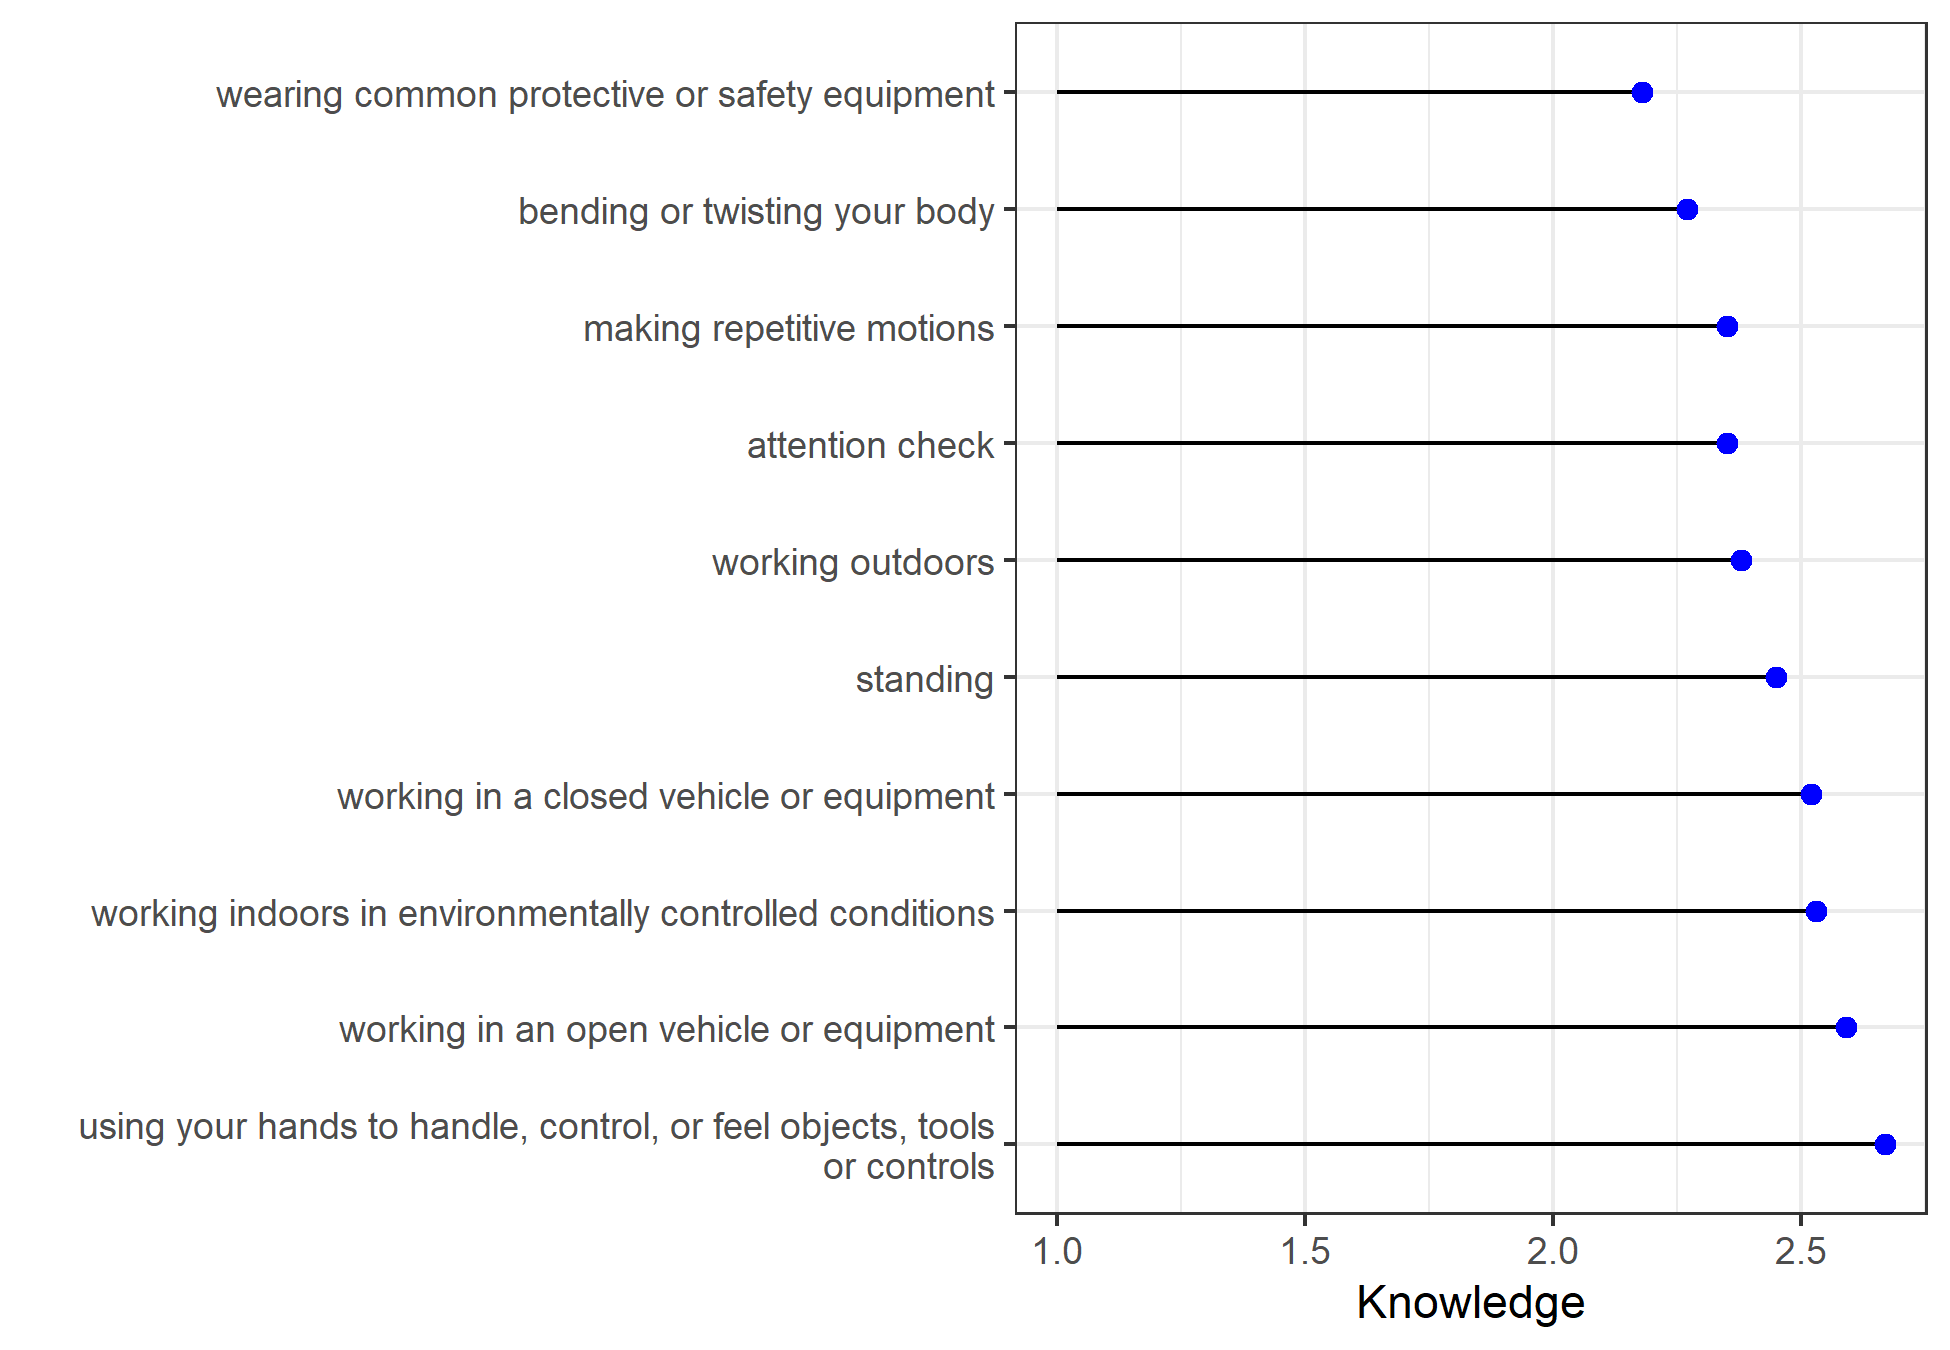 wearing common protective or safety equipment
bending or twisting your body
making repetitive motions
attention check
working outdoors
standing
working in a closed vehicle or equipment
working indoors in environmentally controlled conditions
working in an open vehicle or equipment
using your hands to handle, control, or feel objects, tools
or controls
1.0 1.5 2.0 2.5
Knowledge